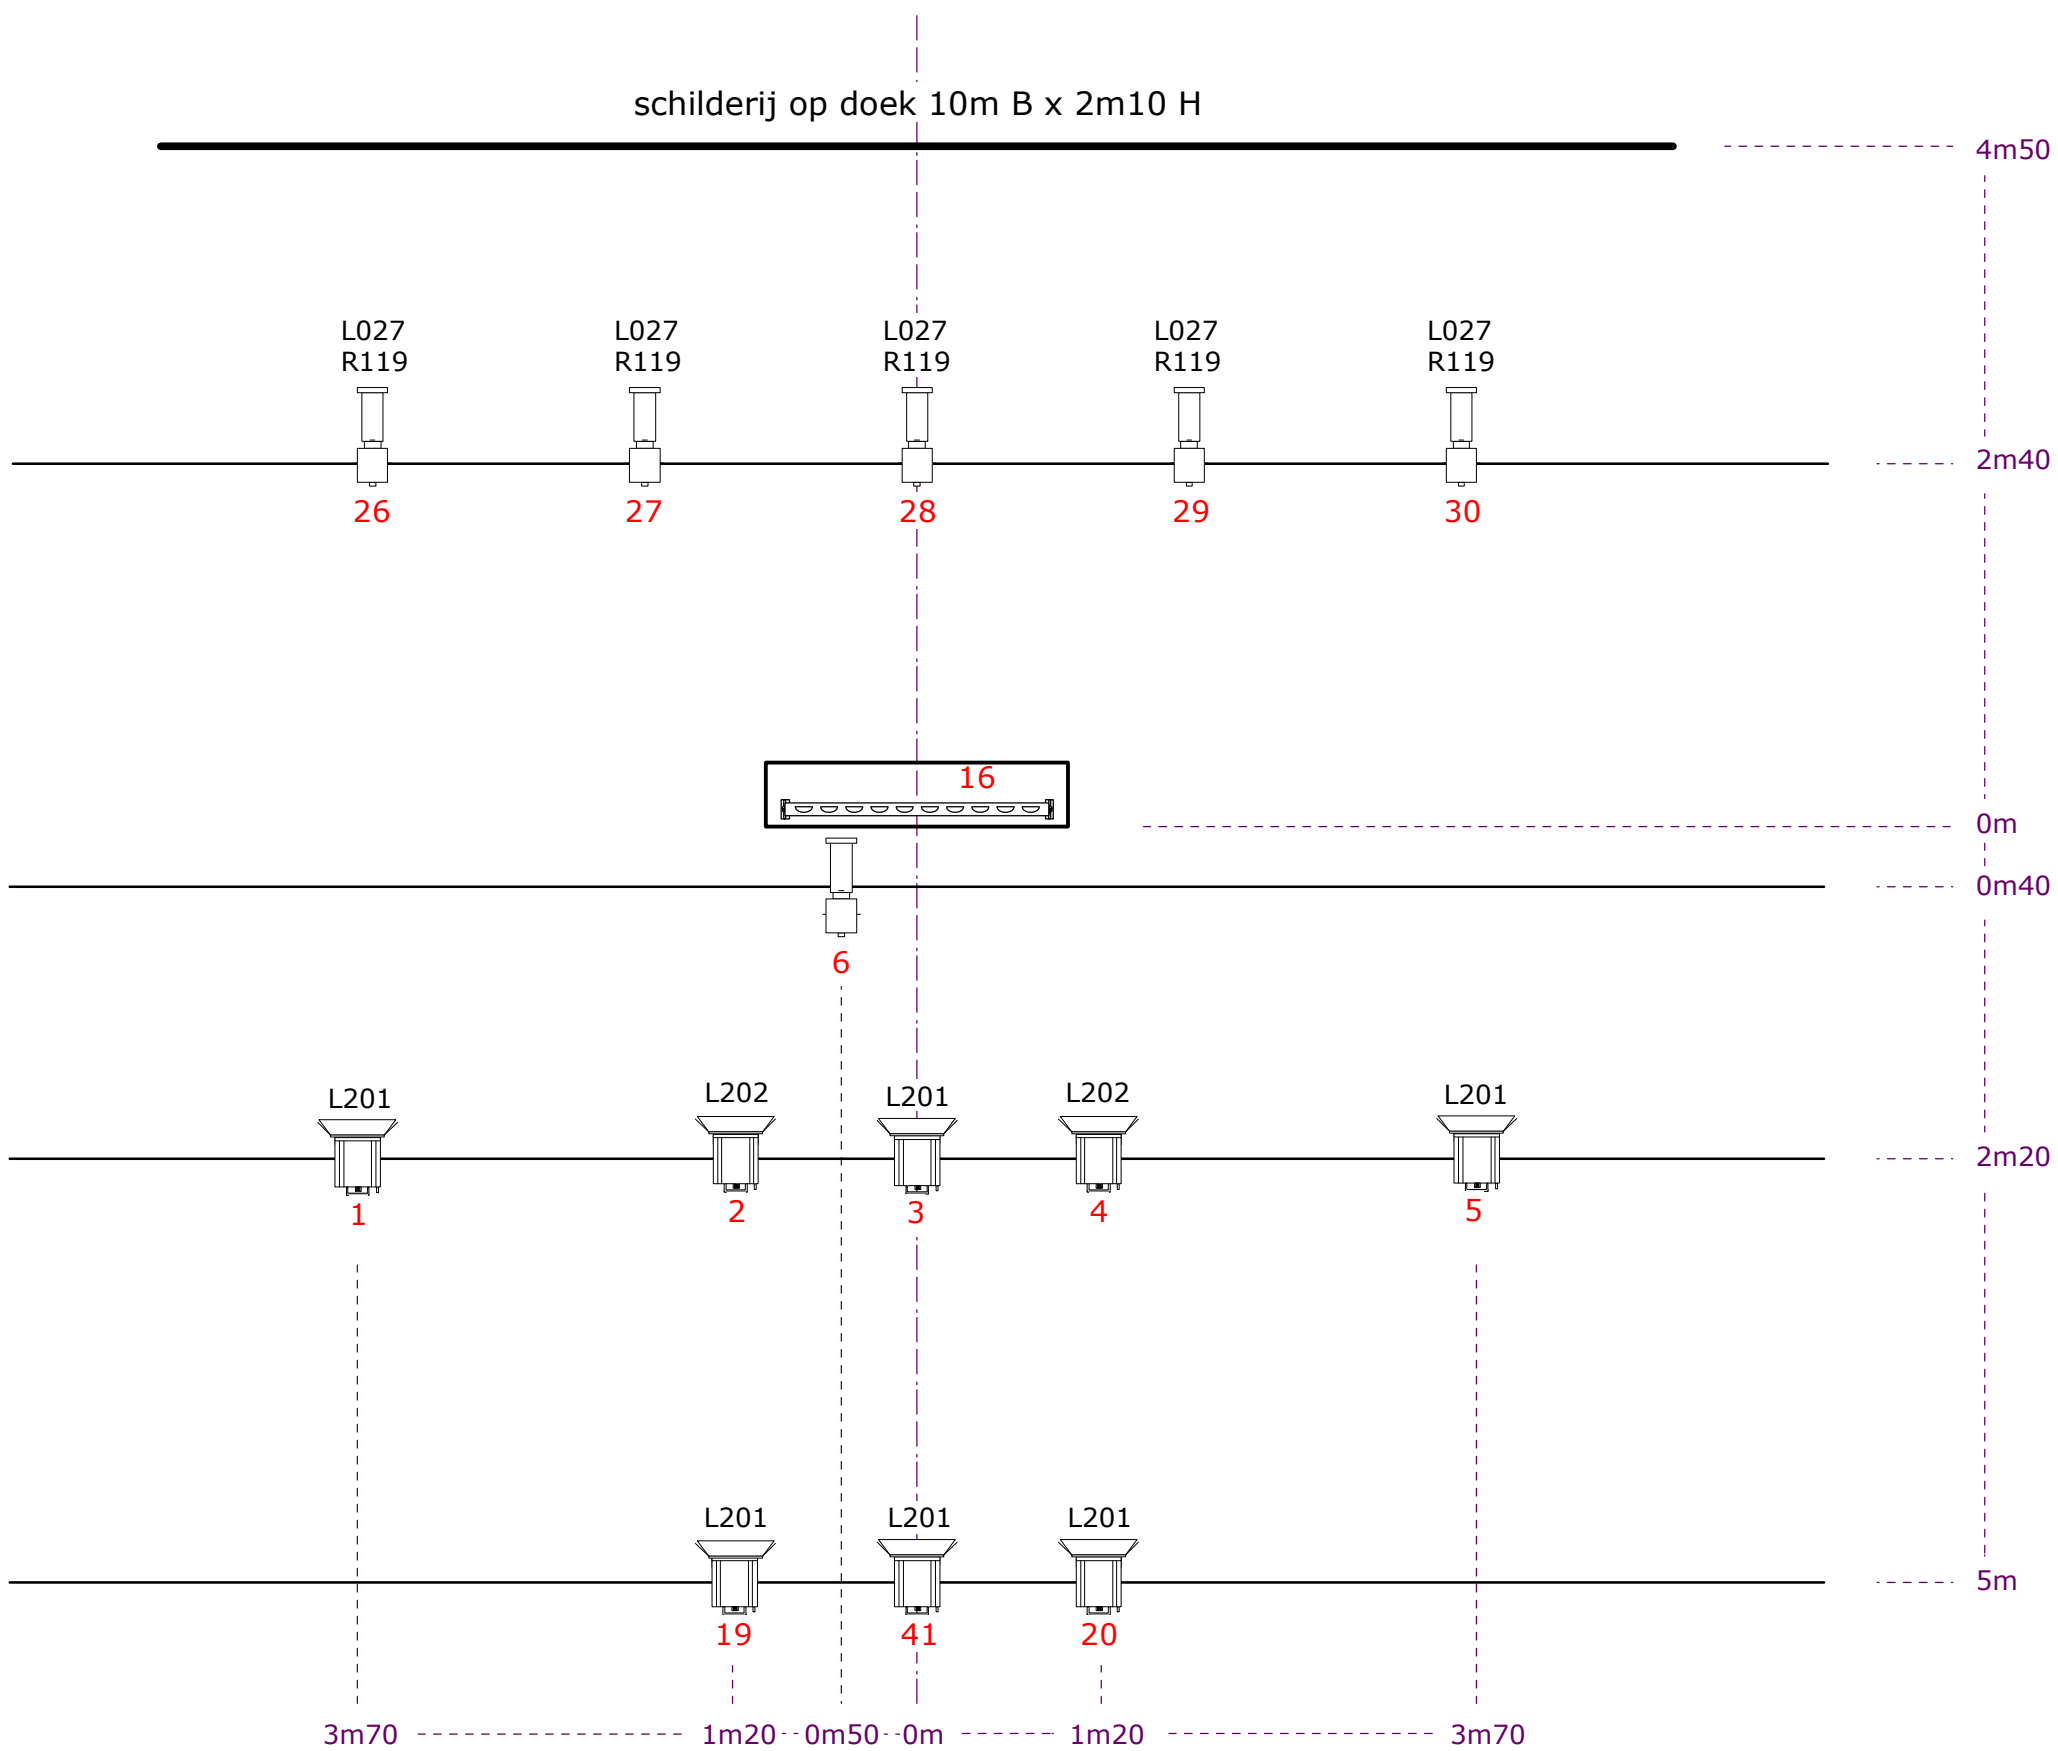 schilderij op doek 10m B x 2m10 H
4m50
L027 L027 L027 L027 L027
R119 R119 R119 R119 R119
2m40
26 27 28 29 30
16
0m
0m40
6
L201 L202 L201 L202 L201
2m20
1 2 3 4 5
L201 L201 L201
5m
19 41 20
3m70 1m20 0m50 0m 1m20 3m70